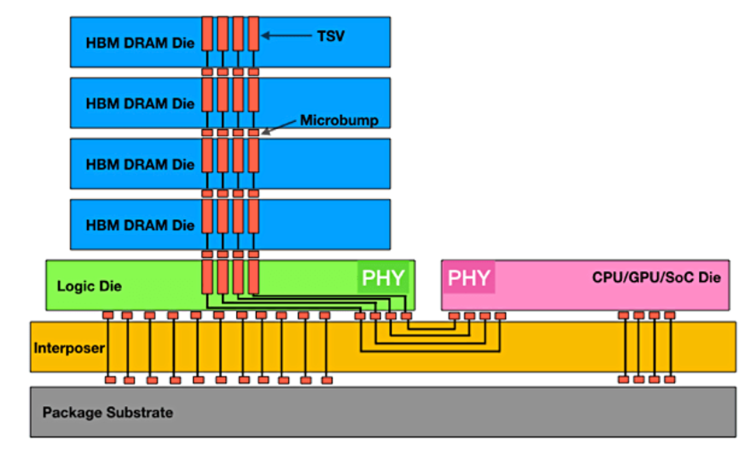 HBM DRAM Die
TSV
HBM DRAM Die
Microbump
HBM DRAM Die
HBM DRAM Die
Logic Die
PHY
PHY
CPU/GPU/SoC Die
Interposer
Package Substrate